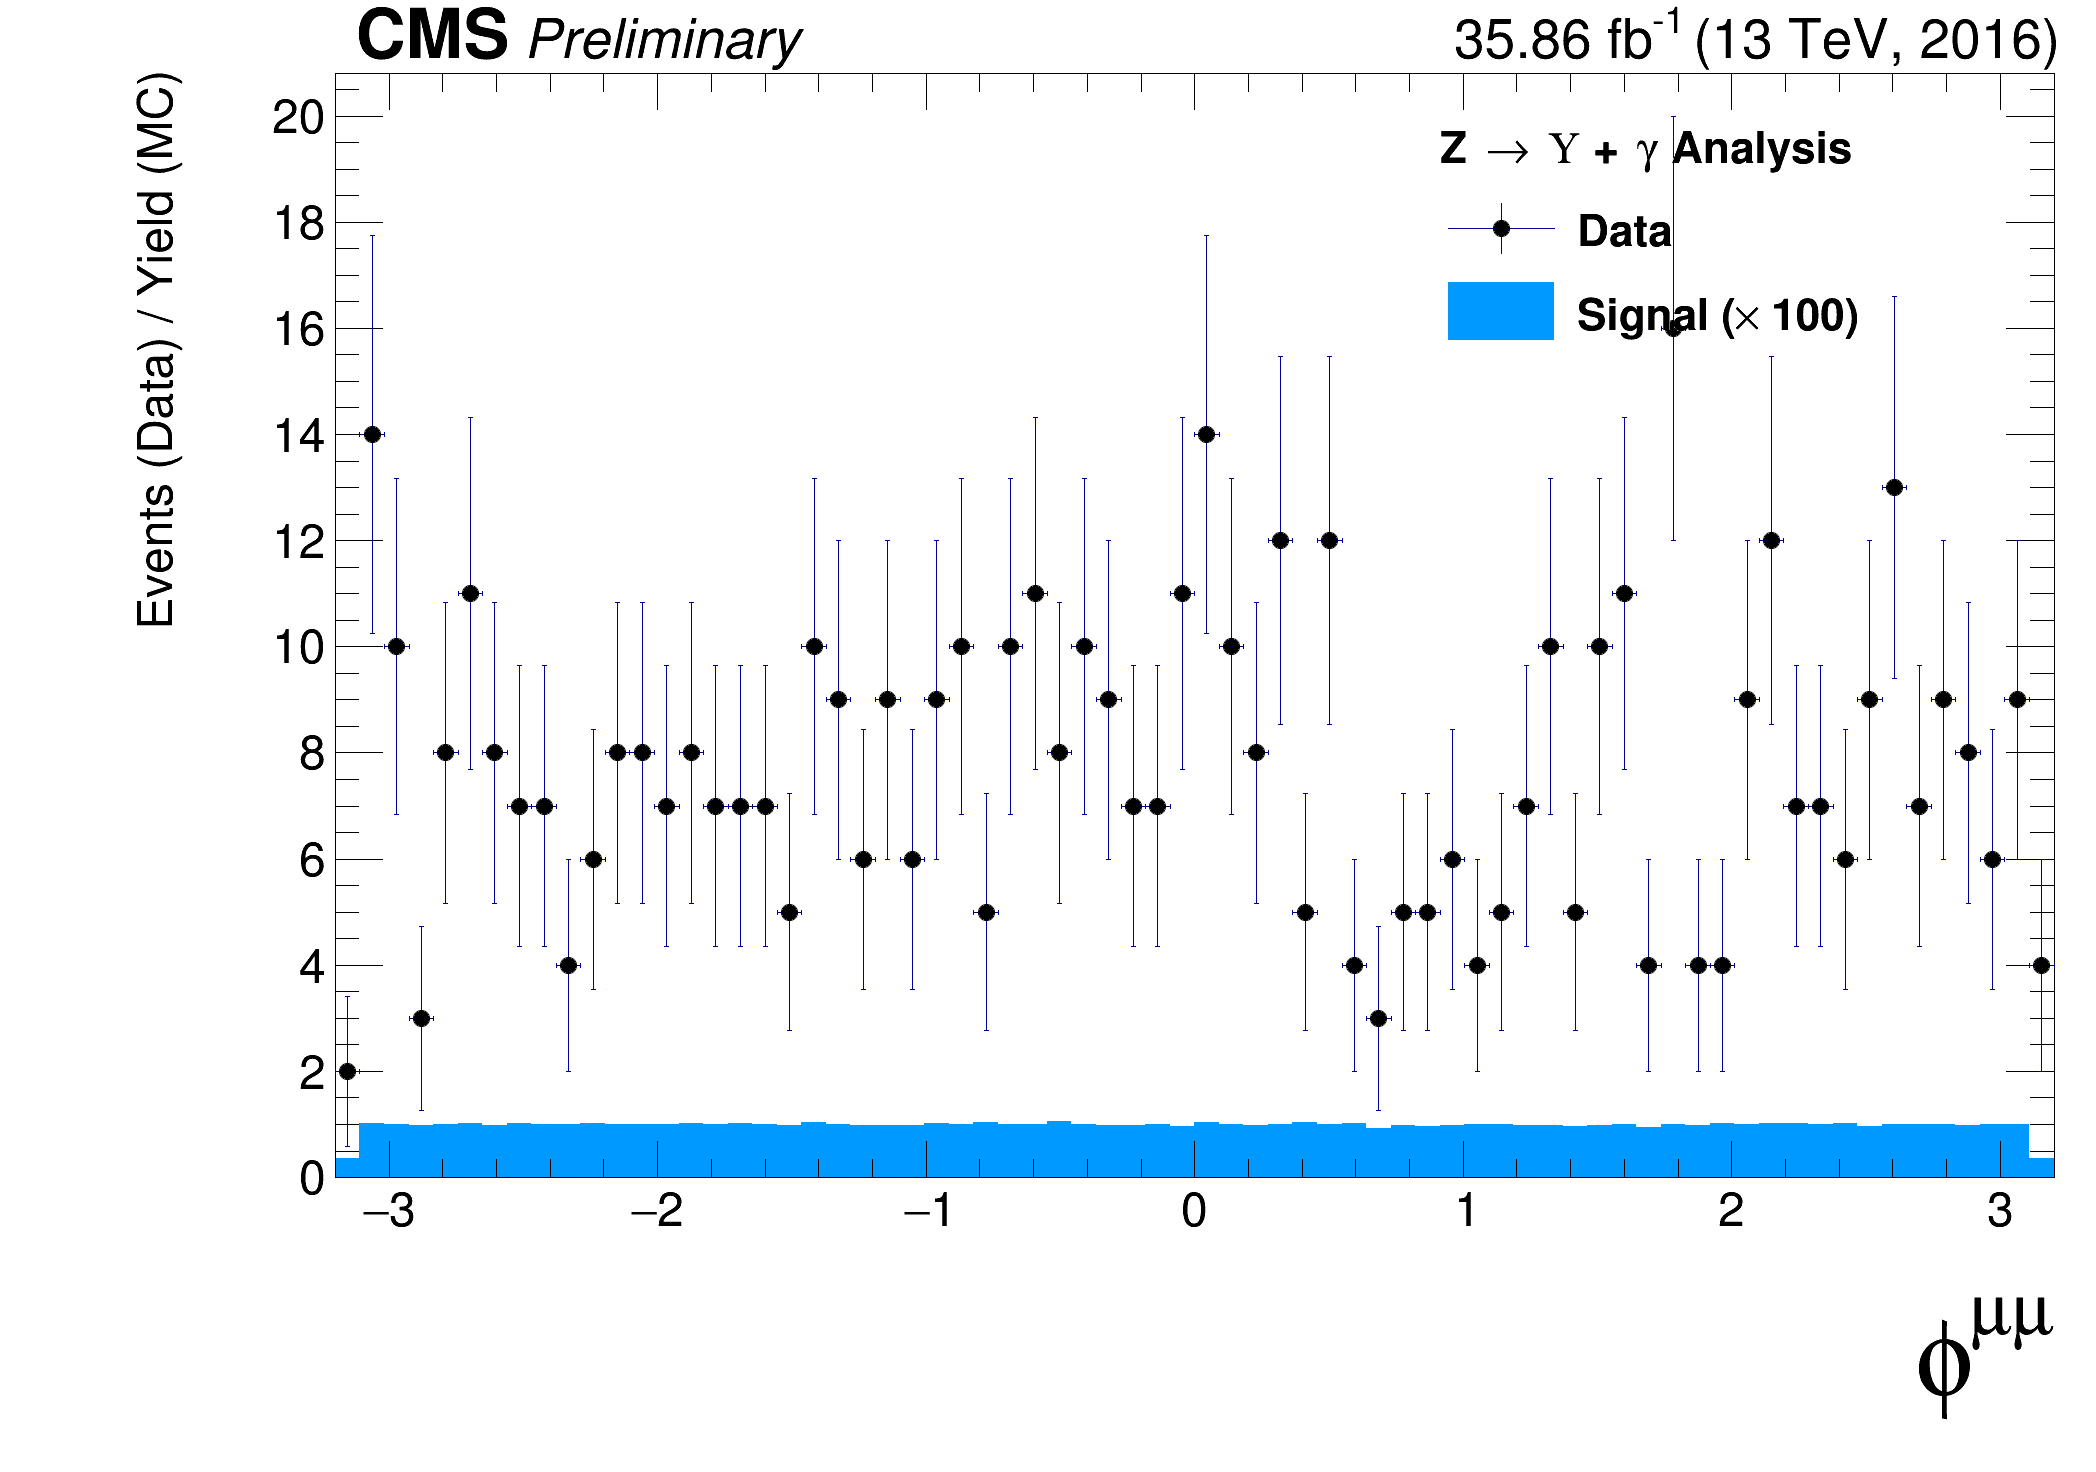 CMS Preliminary
35.86 fb⁻¹ (13 TeV, 2016)
Events (Data) / Yield (MC)
Z → Υ + γ Analysis
Data
Signal (× 100)
20
18
16
14
12
10
8
6
4
2
0
−3 −2 −1 0 1 2 3
ϕ^μμ